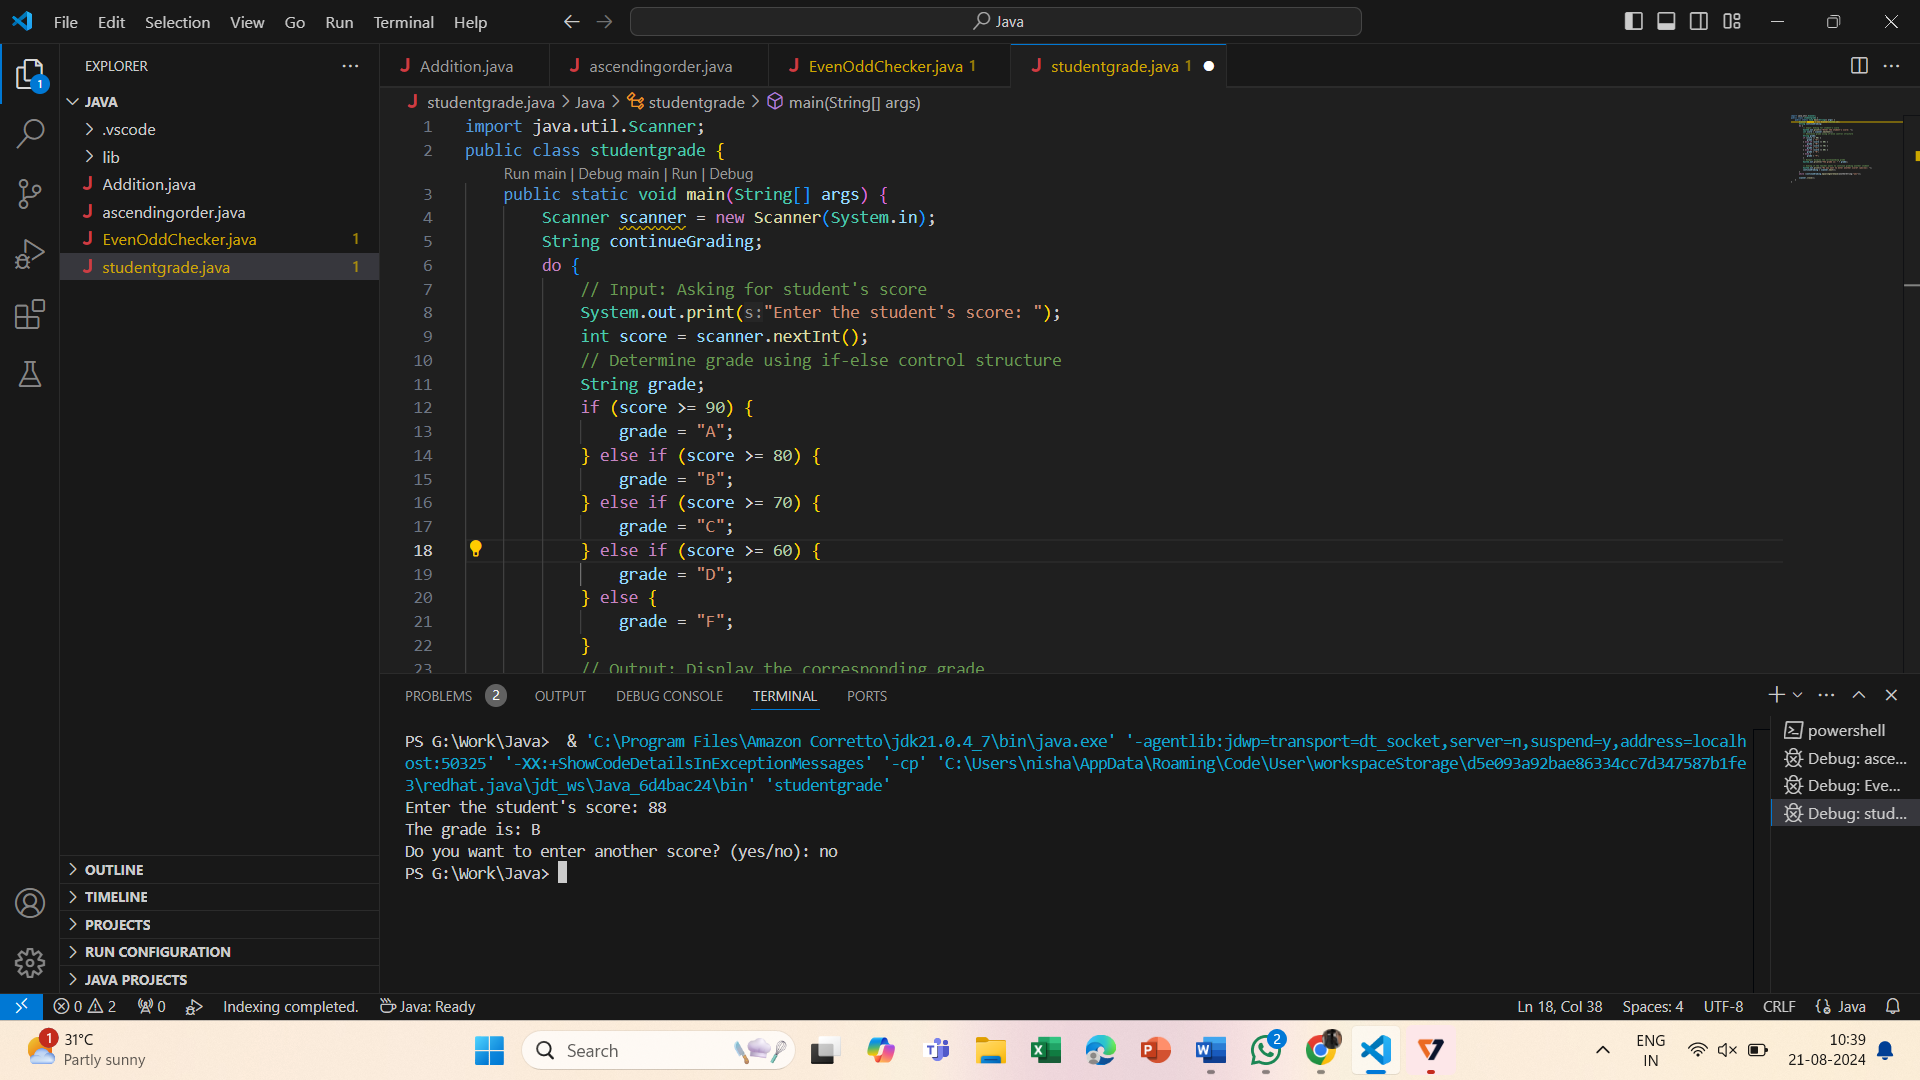 File Edit Selection View Go Run Terminal Help
Java
EXPLORER
1
JAVA
.vscode
lib
Addition.java
ascendingorder.java
EvenOddChecker.java 1
studentgrade.java 1
OUTLINE
TIMELINE
PROJECTS
RUN CONFIGURATION
JAVA PROJECTS
Addition.java ascendingorder.java EvenOddChecker.java 1 studentgrade.java 1
studentgrade.java > Java > studentgrade > main(String[] args)
1 import java.util.Scanner;
2 public class studentgrade {
Run main | Debug main | Run | Debug
3 public static void main(String[] args) {
4 Scanner scanner = new Scanner(System.in);
5 String continueGrading;
6 do {
7 // Input: Asking for student's score
8 System.out.print(s:"Enter the student's score: ");
9 int score = scanner.nextInt();
10 // Determine grade using if-else control structure
11 String grade;
12 if (score >= 90) {
13 grade = "A";
14 } else if (score >= 80) {
15 grade = "B";
16 } else if (score >= 70) {
17 grade = "C";
18 } else if (score >= 60) {
19 grade = "D";
20 } else {
21 grade = "F";
22 }
23 // Output: Display the corresponding grade
PROBLEMS 2 OUTPUT DEBUG CONSOLE TERMINAL PORTS
PS G:\Work\Java>  & 'C:\Program Files\Amazon Corretto\jdk21.0.4_7\bin\java.exe' '-agentlib:jdwp=transport=dt_socket,server=n,suspend=y,address=localh
ost:50325' '-XX:+ShowCodeDetailsInExceptionMessages' '-cp' 'C:\Users\nisha\AppData\Roaming\Code\User\workspaceStorage\d5e093a92bae86334cc7d347587b1fe
3\redhat.java\jdt_ws\Java_6d4bac24\bin' 'studentgrade'
Enter the student's score: 88
The grade is: B
Do you want to enter another score? (yes/no): no
PS G:\Work\Java>
powershell
Debug: asce...
Debug: Eve...
Debug: stud...
0 2 0 Indexing completed. Java: Ready
Ln 18, Col 38 Spaces: 4 UTF-8 CRLF Java
1 31°C
Partly sunny
Search
2
ENG
IN
10:39
21-08-2024